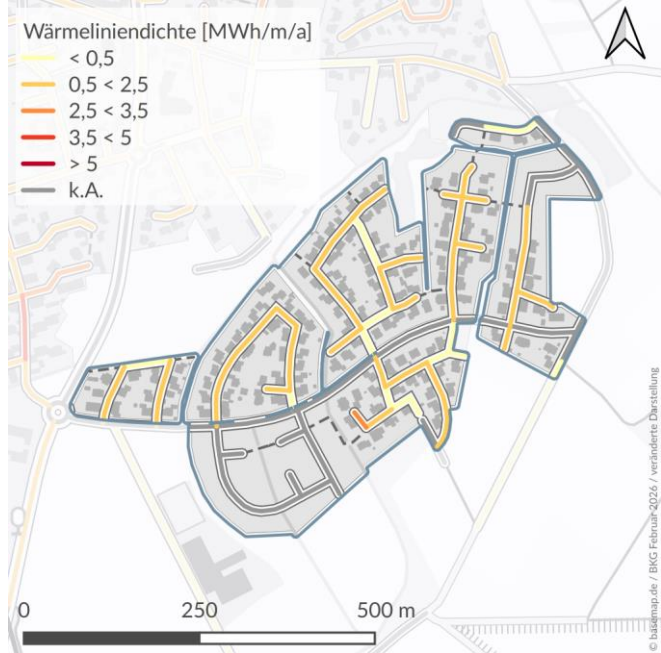 Wärmeliniendichte [MWh/m/a]
< 0,5
0,5 < 2,5
2,5 < 3,5
3,5 < 5
> 5
k.A.
0 250 500 m
© basemap.de / BKG Februar 2026 / veränderte Darstellung